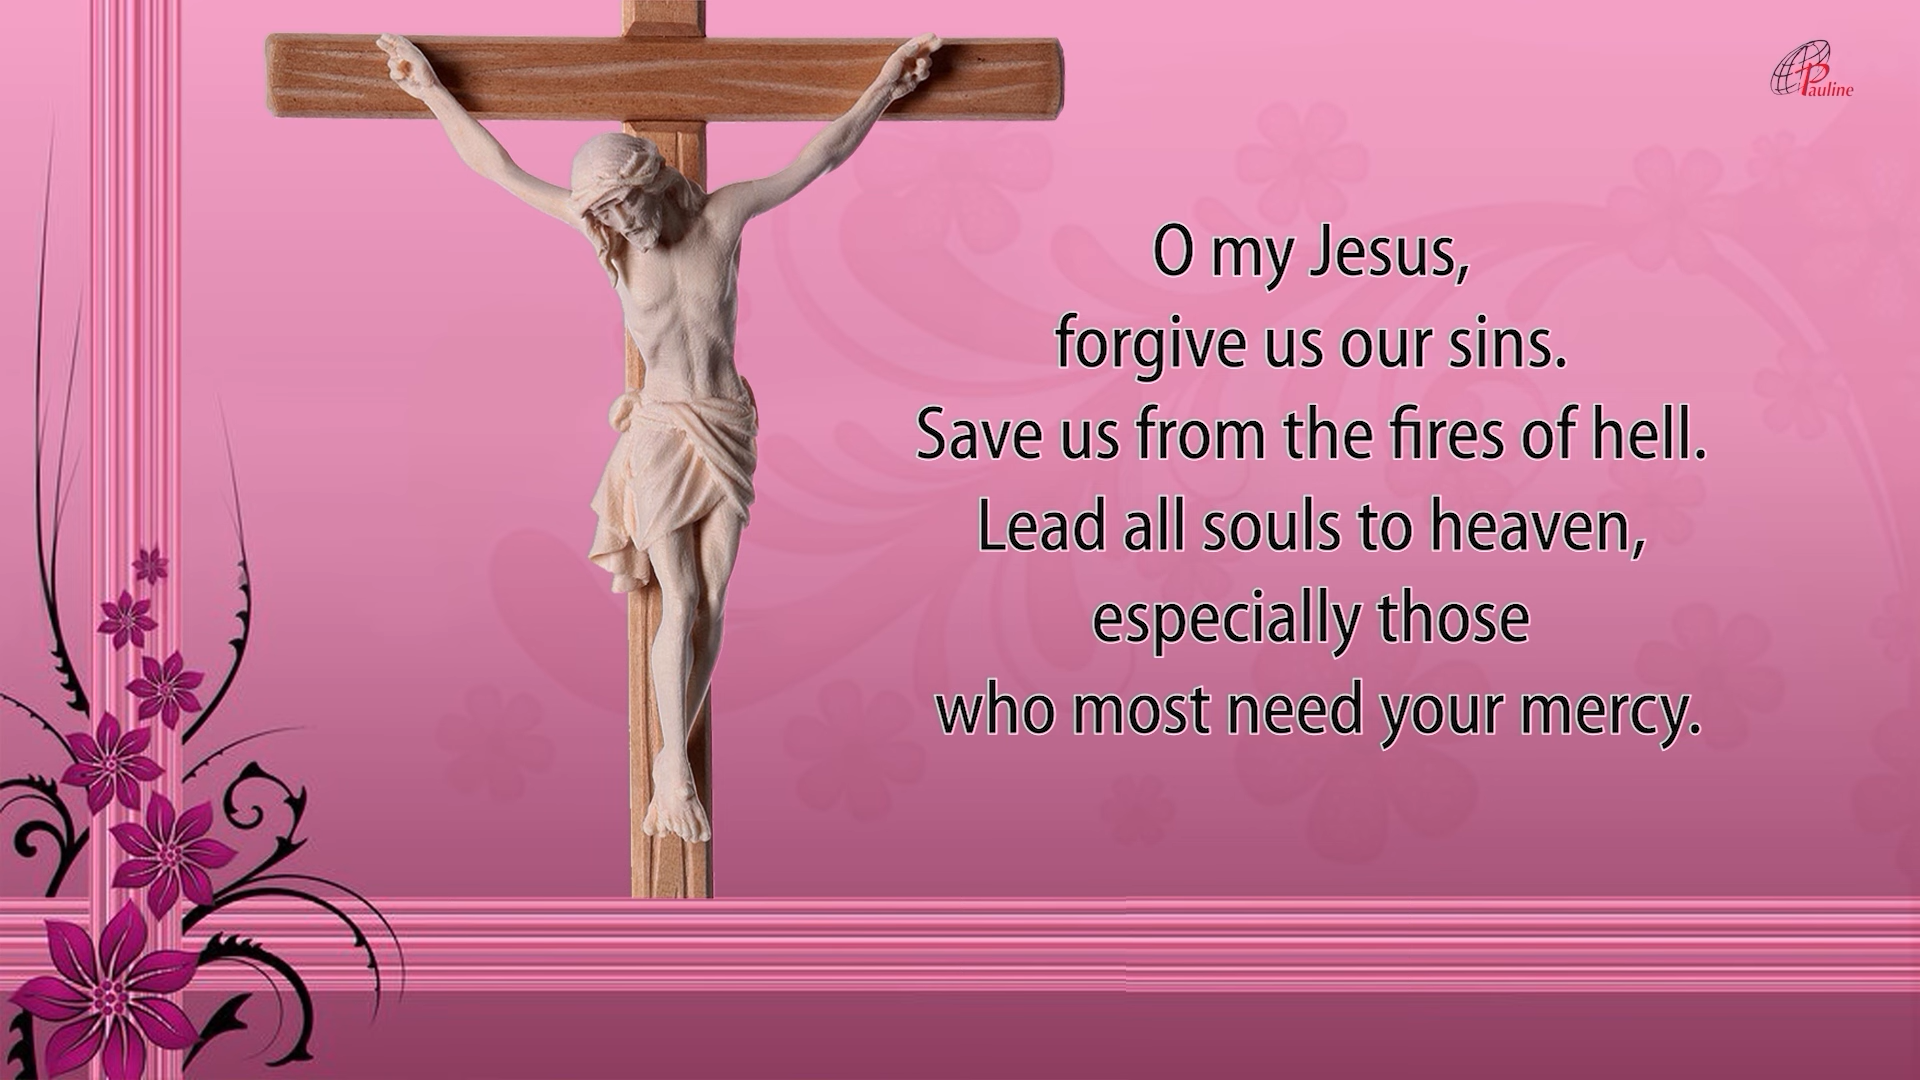 Pauline
O my Jesus,
forgive us our sins.
Save us from the fires of hell.
Lead all souls to heaven,
especially those
who most need your mercy.